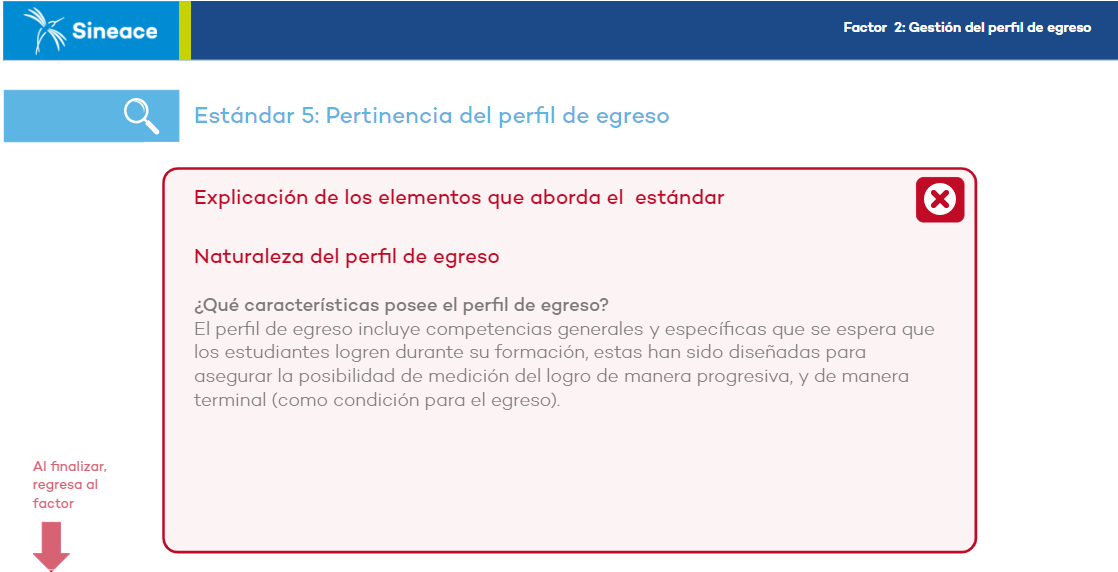 Sineace
Factor 2: Gestión del perfil de egreso
Estándar 5: Pertinencia del perfil de egreso
Explicación de los elementos que aborda el estándar
Naturaleza del perfil de egreso
¿Qué características posee el perfil de egreso?
El perfil de egreso incluye competencias generales y específicas que se espera que
los estudiantes logren durante su formación, estas han sido diseñadas para
asegurar la posibilidad de medición del logro de manera progresiva, y de manera
terminal (como condición para el egreso).
Al finalizar,
regresa al
factor